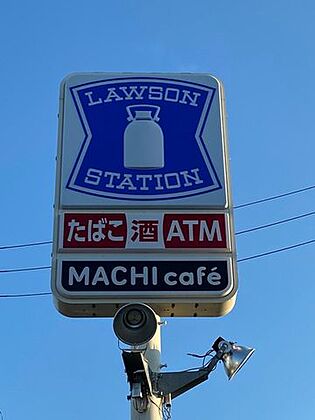 LAWSON
STATION
たばこ 酒 ATM
MACHI café